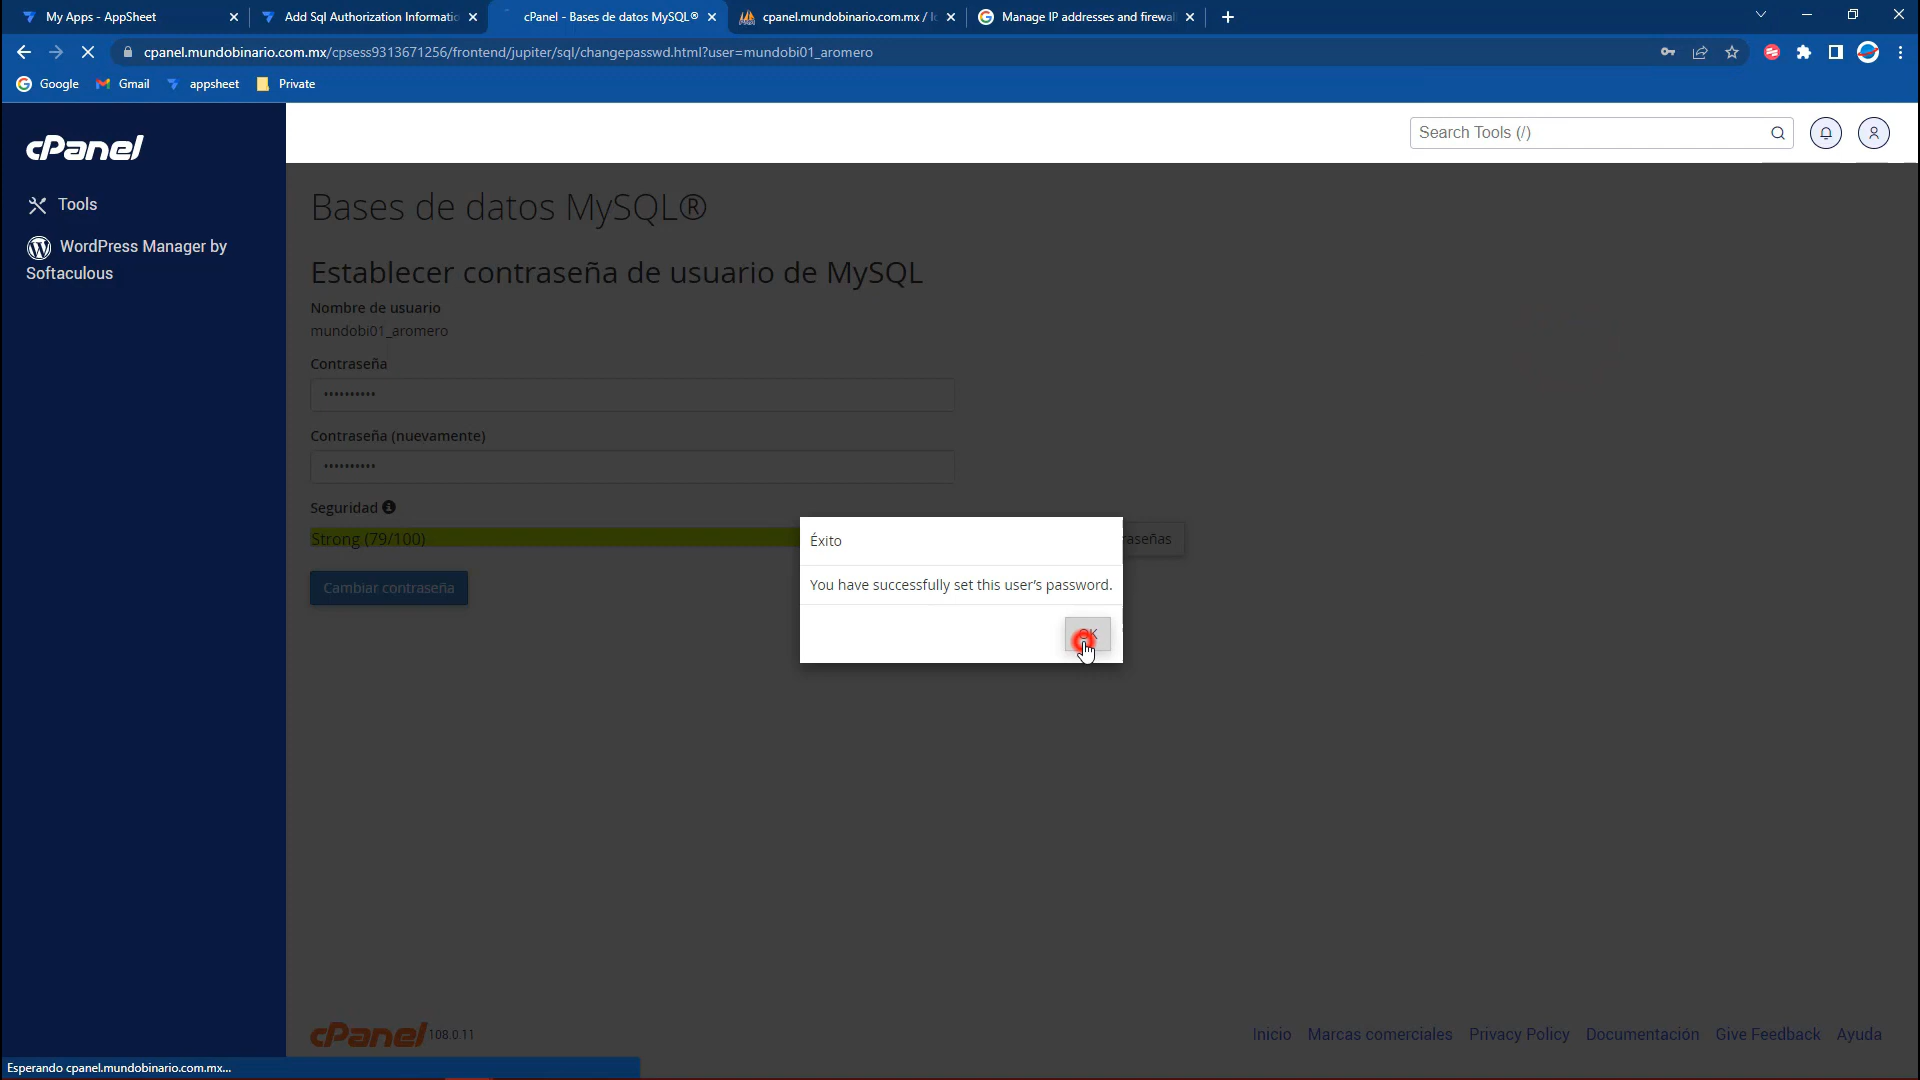 My Apps - AppSheet
Add Sql Authorization Informatio
cPanel - Bases de datos MySQL®
cpanel.mundobinario.com.mx / lo
Manage IP addresses and firewal
cpanel.mundobinario.com.mx/cpsess9313671256/frontend/jupiter/sql/changepasswd.html?user=mundobi01_aromero
Google
Gmail
appsheet
Private
cPanel
Search Tools (/)
Tools
WordPress Manager by
Softaculous
Bases de datos MySQL®
Establecer contraseña de usuario de MySQL
Nombre de usuario
mundobi01_aromero
Contraseña
••••••••••
Contraseña (nuevamente)
••••••••••
Seguridad
Strong (79/100)
raseñas
Cambiar contraseña
Éxito
You have successfully set this user's password.
OK
cPanel 108.0.11
Inicio
Marcas comerciales
Privacy Policy
Documentación
Give Feedback
Ayuda
Esperando cpanel.mundobinario.com.mx...